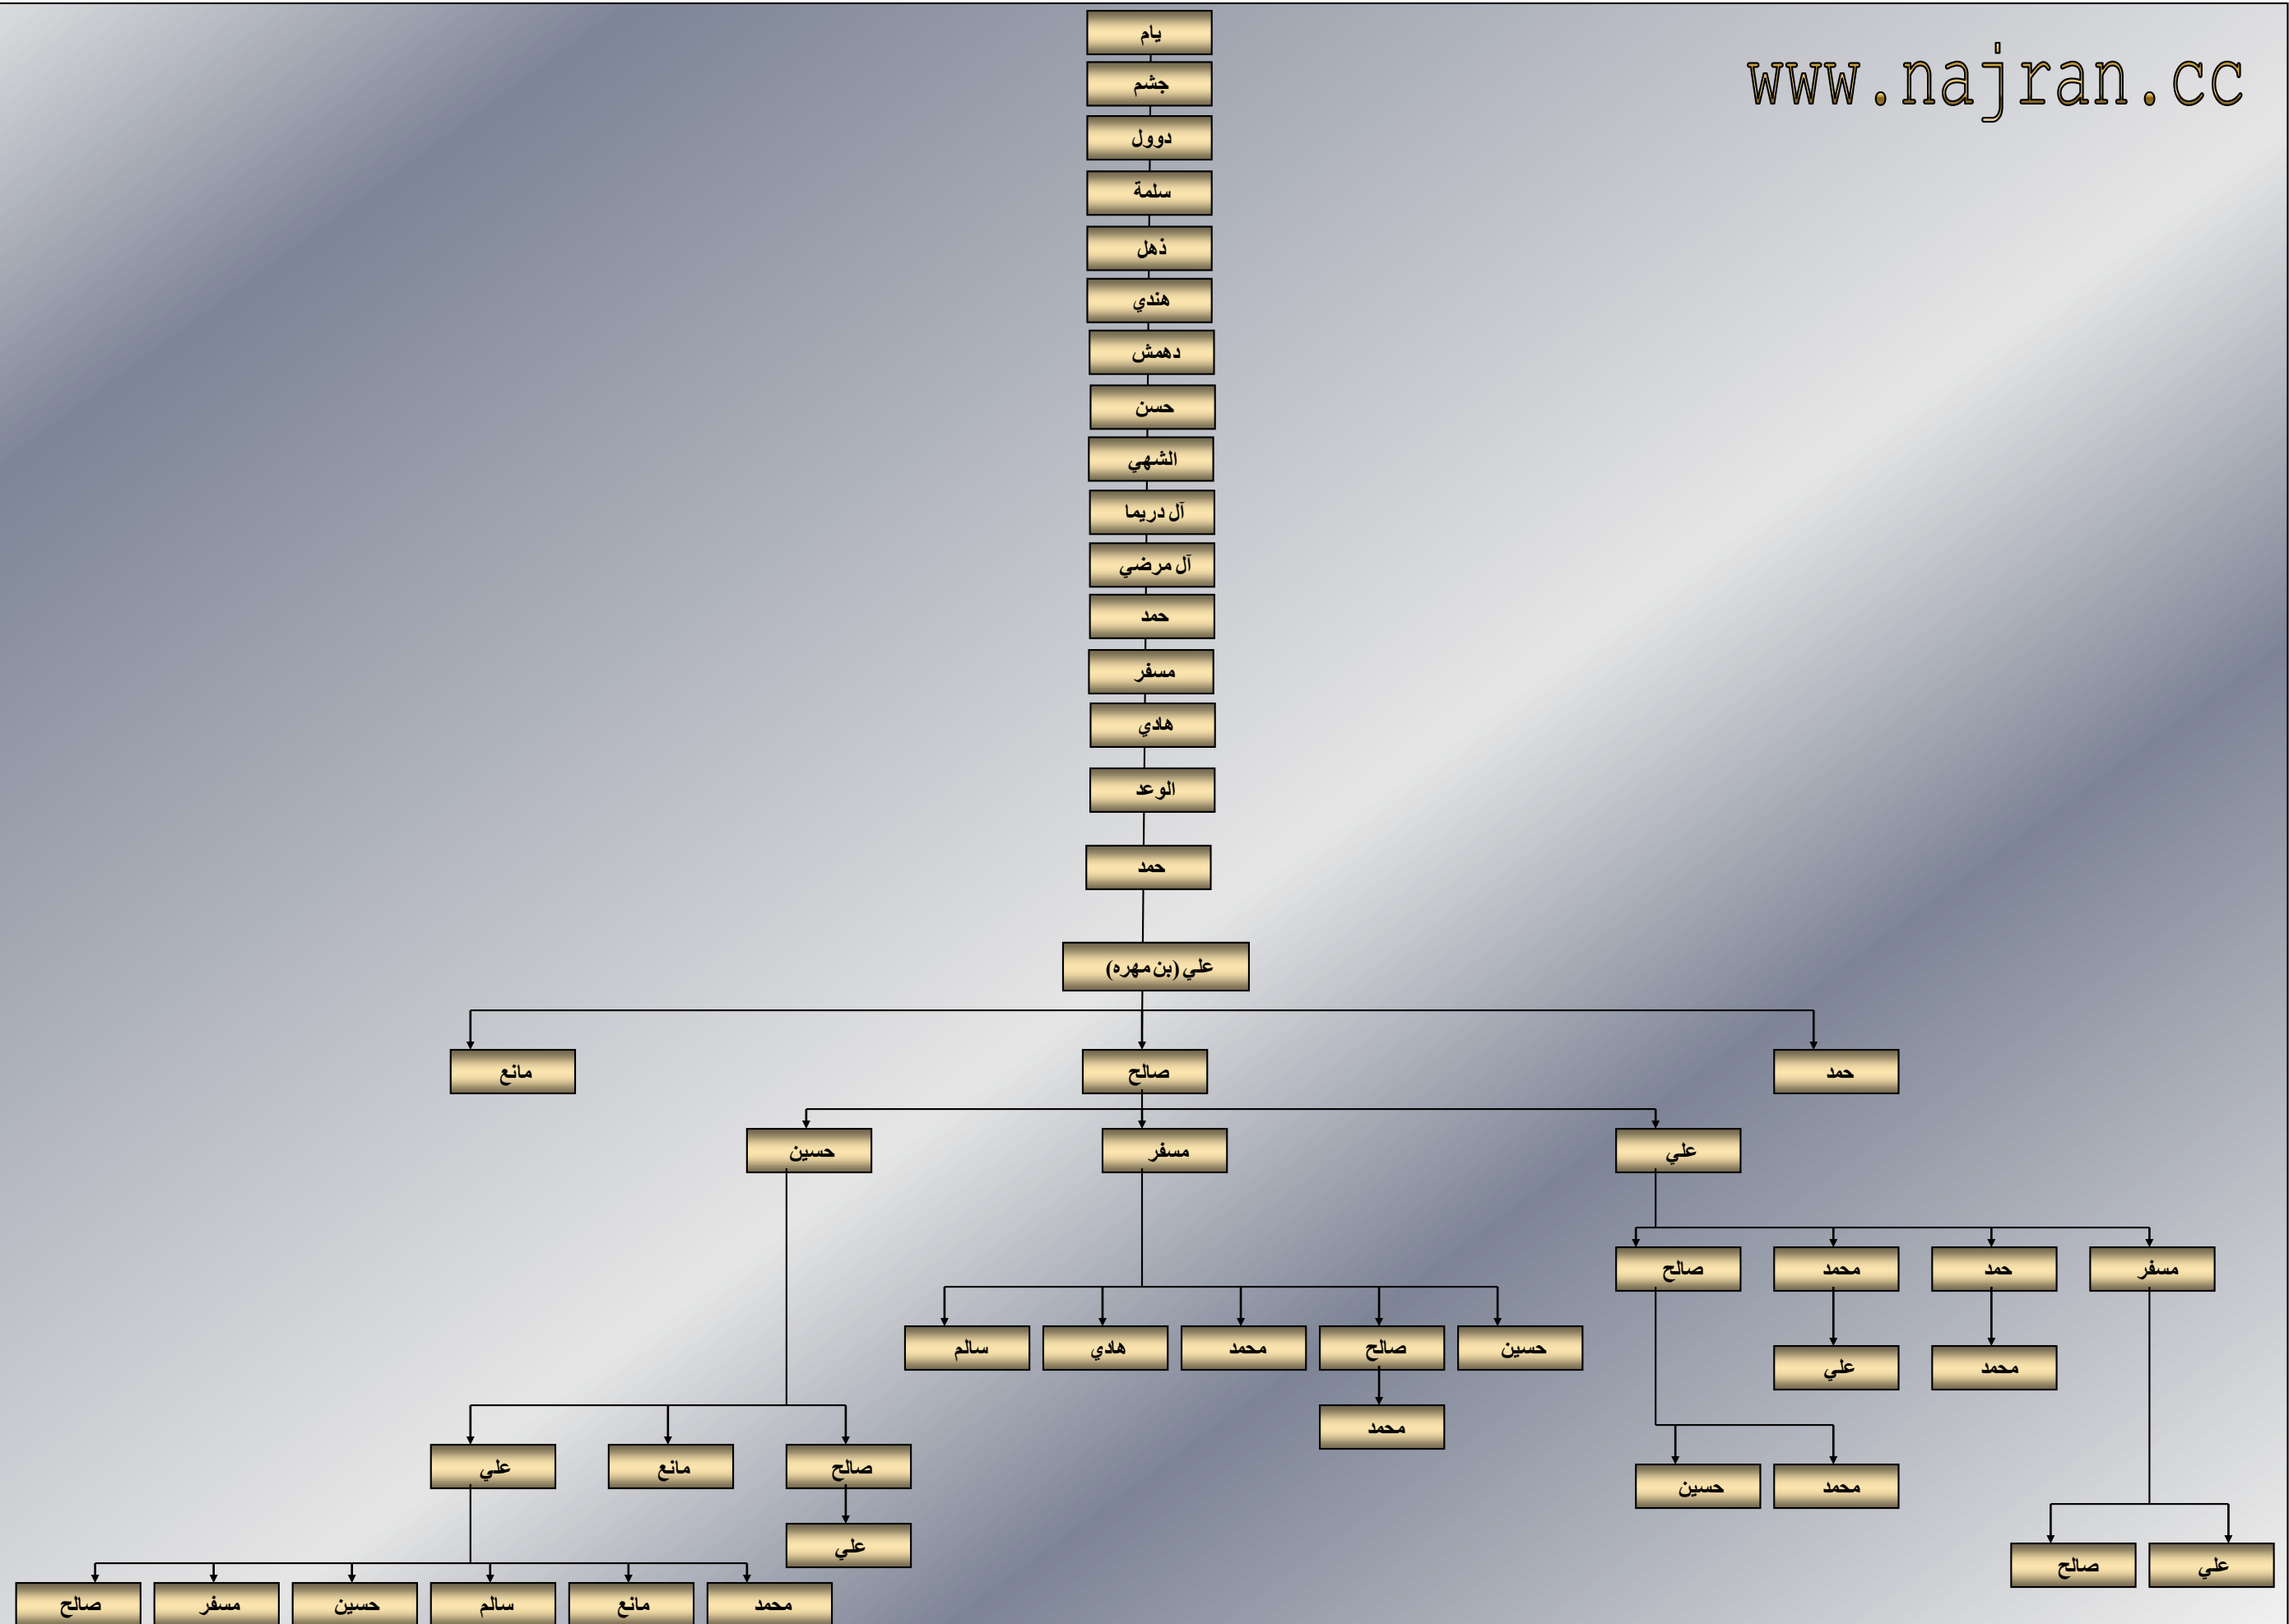 www.najran.cc
يام
جشم
دوول
سلمة
ذهل
هندي
دهمش
حسن
الشهي
آل دريما
آل مرضي
حمد
مسفر
هادي
الوعد
حمد
علي (بن مهره)
حمد
صالح
مانع
علي
مسفر
حسين
مسفر
حمد
محمد
صالح
حسين
صالح
محمد
هادي
سالم
محمد
علي
محمد
صالح
مانع
علي
محمد
حسين
علي
علي
صالح
محمد
مانع
سالم
حسين
مسفر
صالح